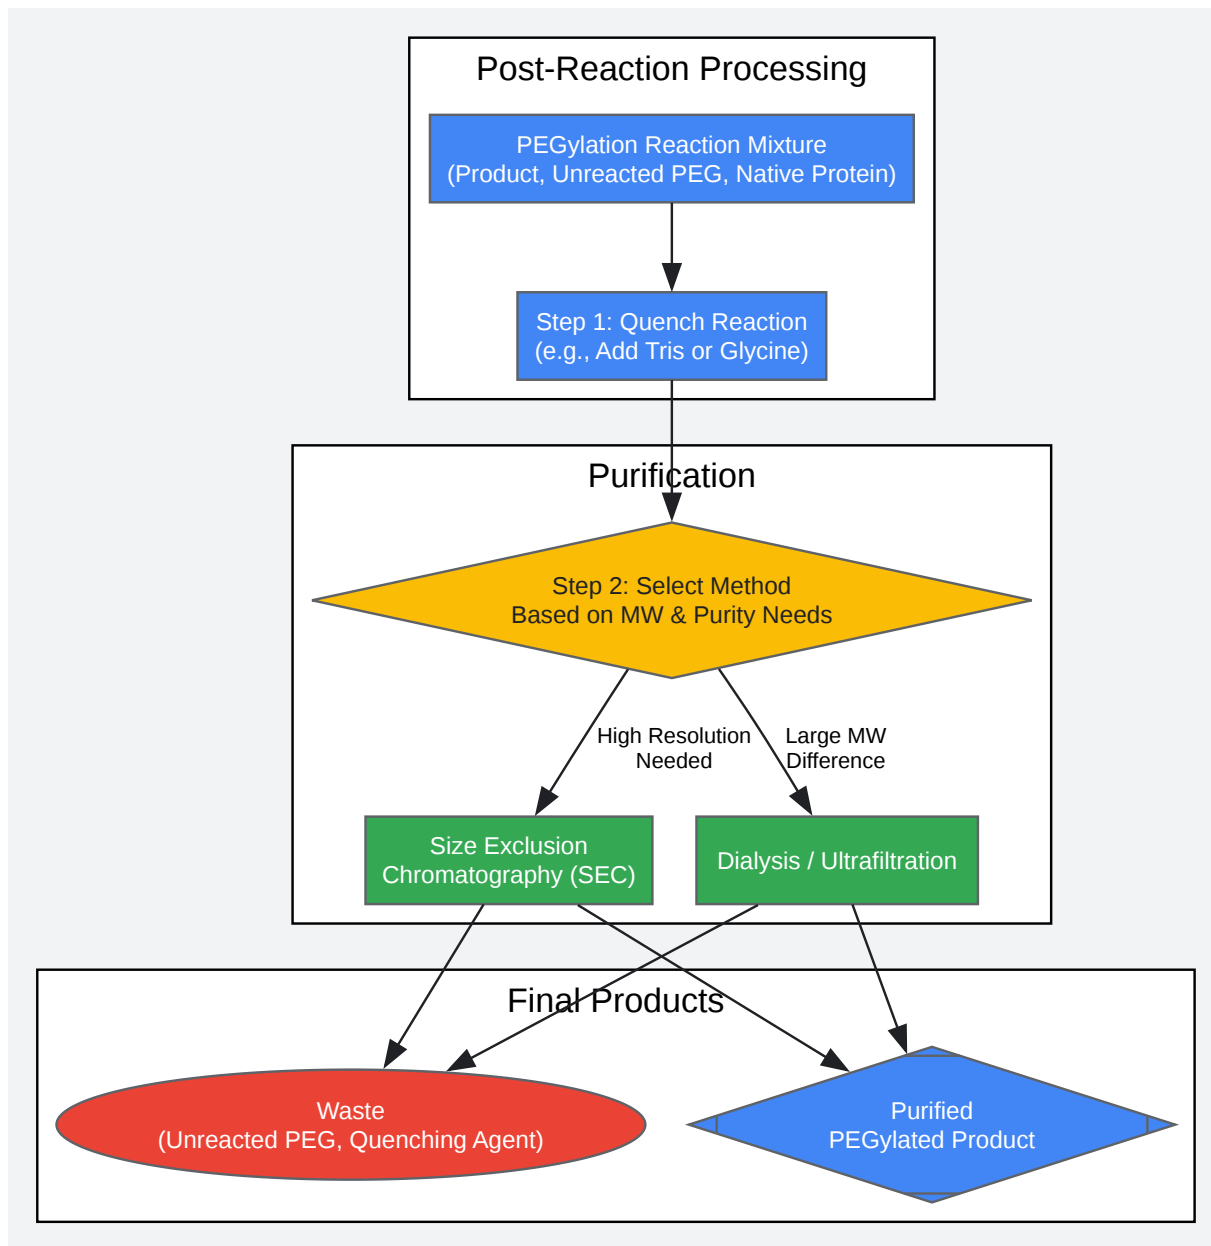 Post-Reaction Processing
PEGylation Reaction Mixture
(Product, Unreacted PEG, Native Protein)
Step 1: Quench Reaction
(e.g., Add Tris or Glycine)
Purification
Step 2: Select Method
Based on MW & Purity Needs
High Resolution
Needed
Large MW
Difference
Size Exclusion
Chromatography (SEC)
Dialysis / Ultrafiltration
Final Products
Waste
(Unreacted PEG, Quenching Agent)
Purified
PEGylated Product